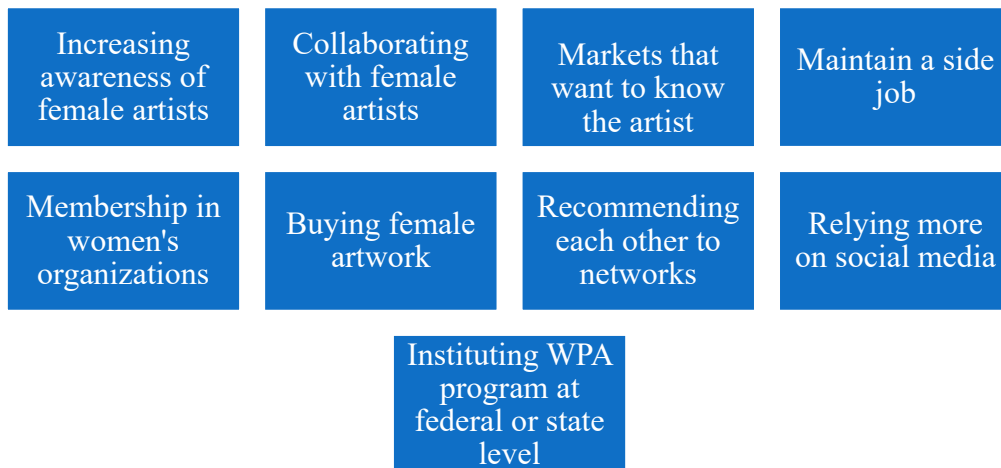 Increasing
awareness of
female artists
Collaborating
with female
artists
Markets that
want to know
the artist
Maintain a side
job
Membership in
women's
organizations
Buying female
artwork
Recommending
each other to
networks
Relying more
on social media
Instituting WPA
program at
federal or state
level